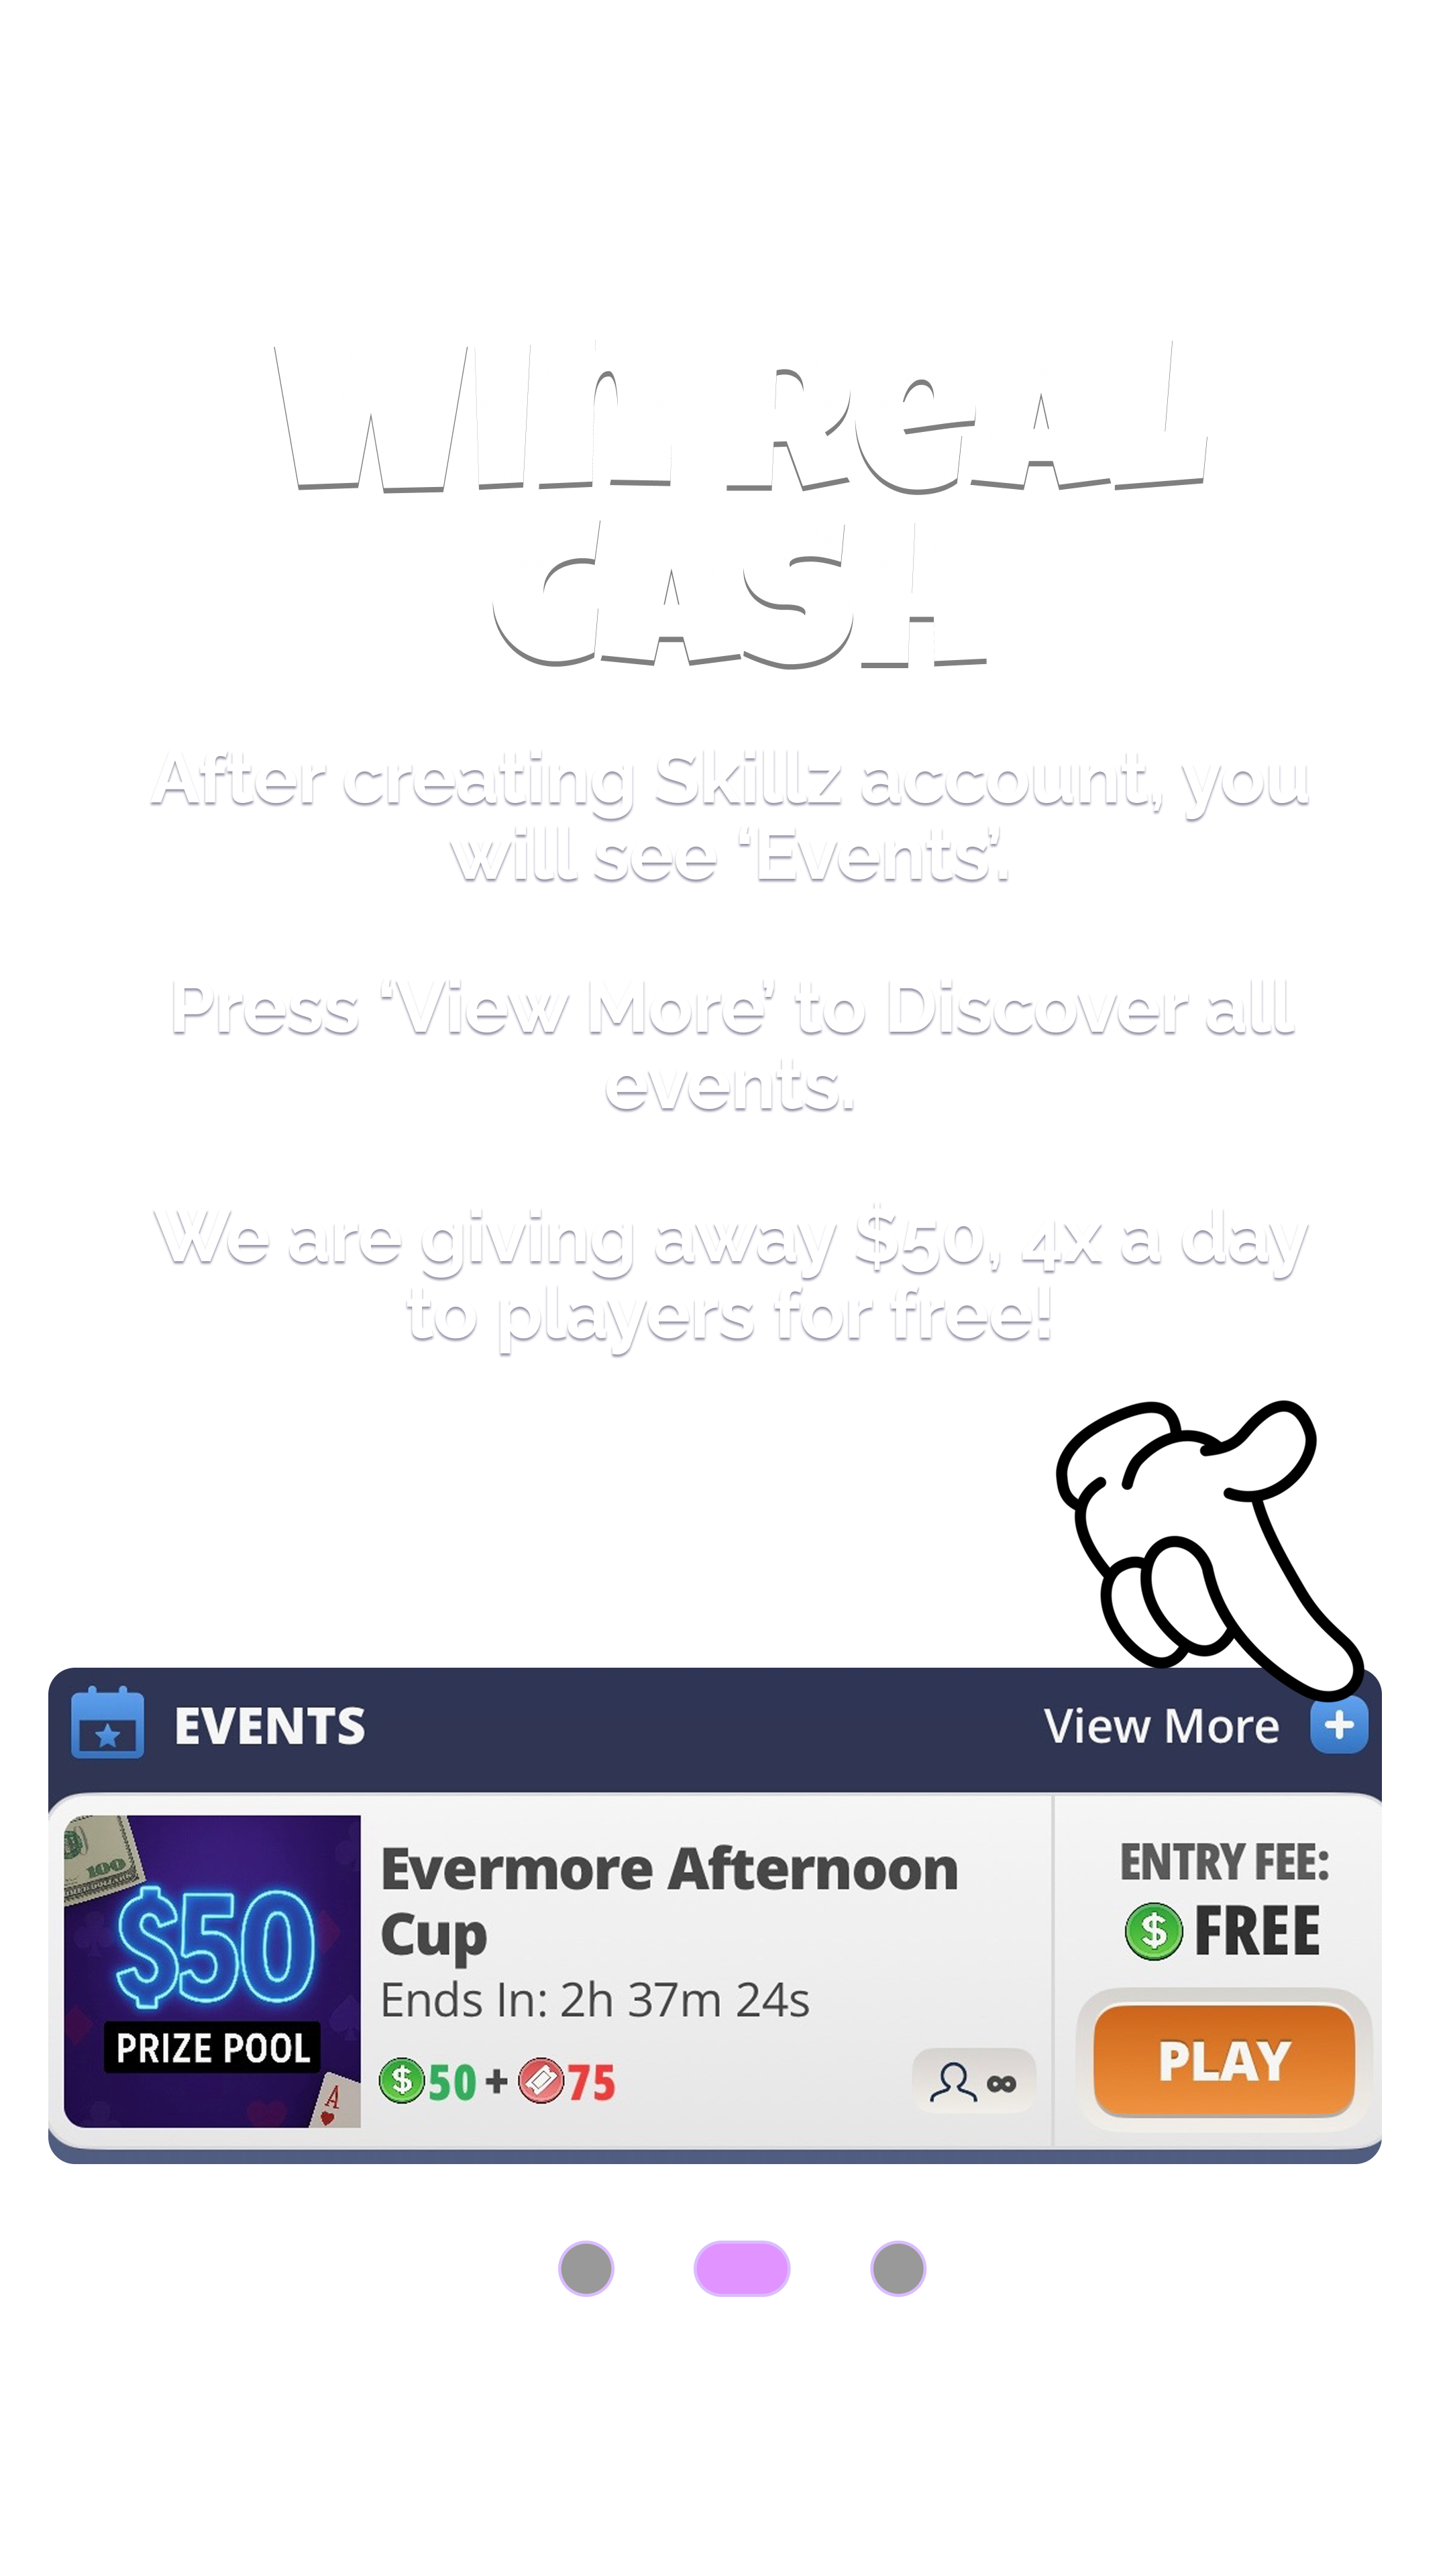 Win ReAL
CASH
After creating Skillz account, you
will see ‘Events’.
Press ‘View More’ to Discover all
events.
We are giving away $50, 4x a day
to players for free!
EVENTS
View More
100
$50
PRIZE POOL
A
Evermore Afternoon
Cup
Ends In: 2h 37m 24s
$50 + 75
∞
ENTRY FEE:
$ FREE
PLAY